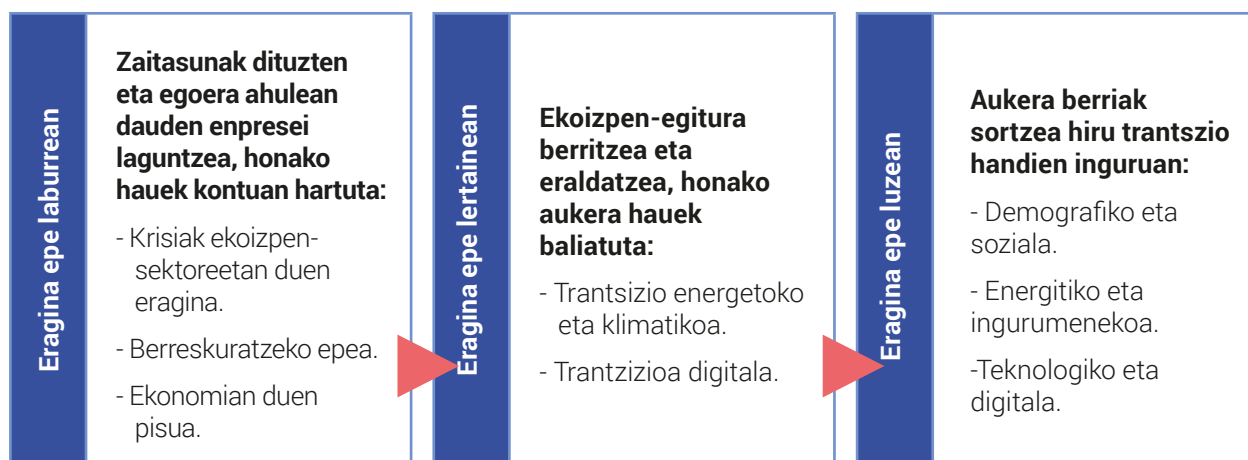 Eragina epe laburrean
Zaitasunak dituzten
eta egoera ahulean
dauden enpresei
laguntzea, honako
hauek kontuan hartuta:
- Krisiak ekoizpen-
sektoreetan duen
eragina.
- Berreskuratzeko epea.
- Ekonomian duen
pisua.
Eragina epe lertainean
Ekoizpen-egitura
berritzea eta
eraldatzea, honako
aukera hauek
baliatuta:
- Trantsizio energetoko
eta klimatikoa.
- Trantzizioa digitala.
Eragina epe luzean
Aukera berriak
sortzea hiru trantszio
handien inguruan:
- Demografiko eta
soziala.
- Energitiko eta
ingurumenekoa.
-Teknologiko eta
digitala.